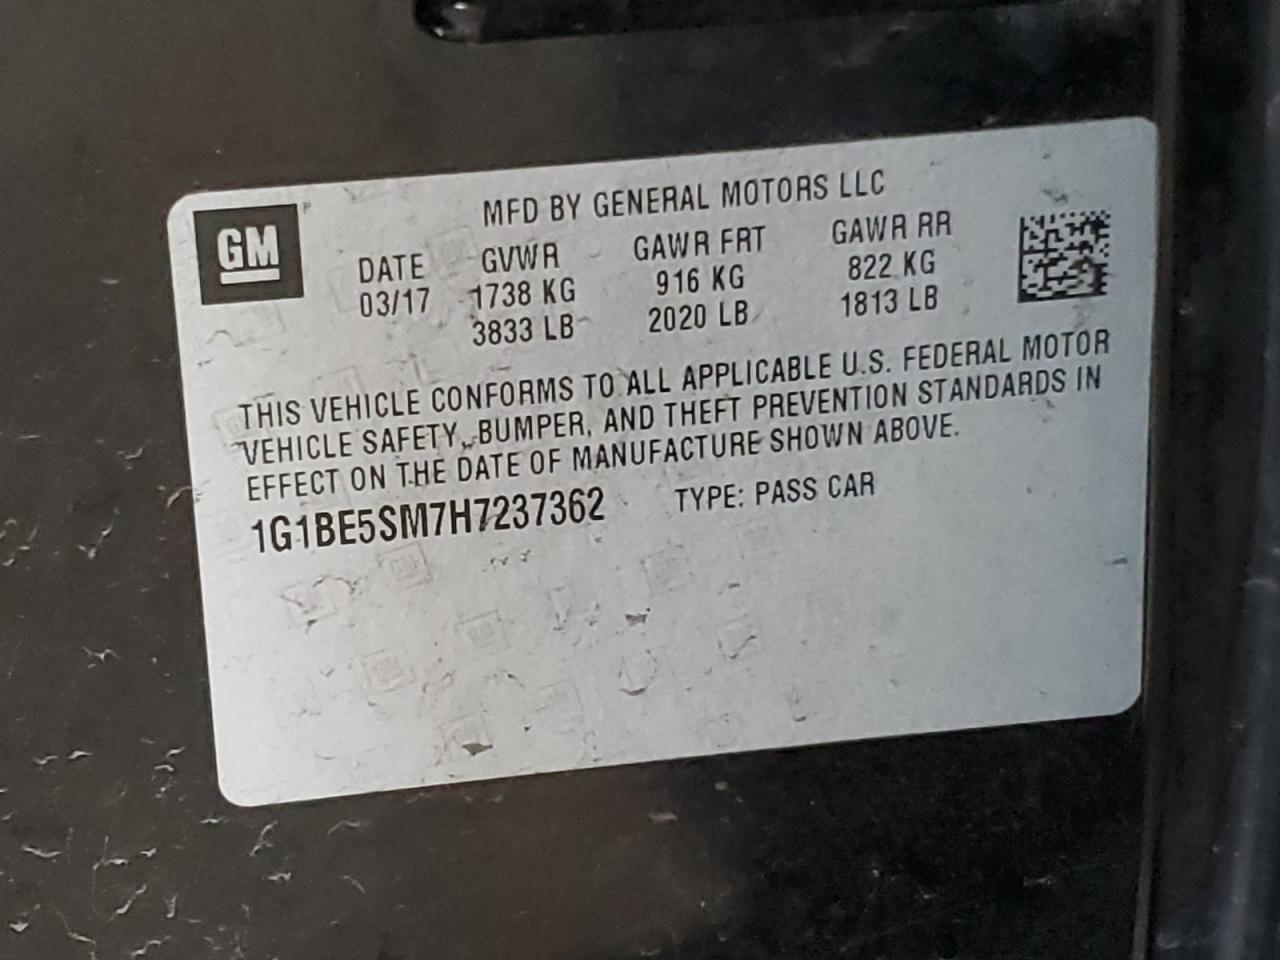 MFD BY GENERAL MOTORS LLC
GM
DATE GVWR GAWR FRT GAWR RR
03/17 1738 KG 916 KG 822 KG
3833 LB 2020 LB 1813 LB
THIS VEHICLE CONFORMS TO ALL APPLICABLE U.S. FEDERAL MOTOR
VEHICLE SAFETY, BUMPER, AND THEFT PREVENTION STANDARDS IN
EFFECT ON THE DATE OF MANUFACTURE SHOWN ABOVE.
1G1BE5SM7H7237362 TYPE: PASS CAR